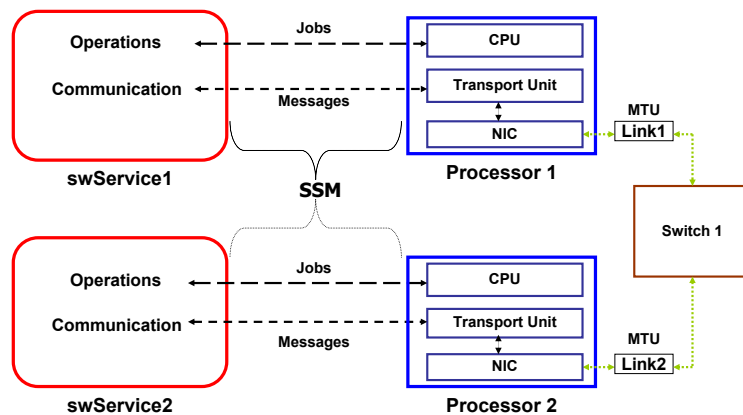 Operations
Jobs
CPU
Communication
Messages
Transport Unit
NIC
MTU
Link1
swService1
Processor 1
SSM
Switch 1
Operations
Jobs
CPU
Communication
Messages
Transport Unit
NIC
MTU
Link2
swService2
Processor 2